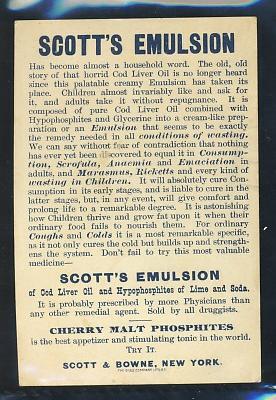 SCOTT'S EMULSION
Has become almost a household word. The old, old
story of that horrid Cod Liver Oil is no longer heard
since this palatable creamy Emulsion has taken its
place. Children almost invariably like and ask for
it, and adults take it without repugnance. It is
composed of pure Cod Liver Oil combined with
Hypophosphites and Glycerine into a cream-like prep-
aration or an Emulsion that seems to be exactly
the remedy needed in all conditions of wasting.
We can say without fear of contradiction that nothing
has ever yet been discovered to equal it in Consump-
tion, Scrofula, Anaemia and Emaciation in
adults, and Marasmus, Ricketts and every kind of
wasting in Children. It will absolutely cure Con-
sumption in its early stages, and is liable to cure in the
latter stages, but, in any event, will give comfort and
prolong life to a remarkable degree. It is astonishing
how Children thrive and grow fat upon it when their
ordinary food fails to nourish them. For ordinary
Coughs and Colds it is a most remarkable specific,
as it not only cures the cold but builds up and strength-
ens the system. Don't fail to try this most valuable
medicine—
SCOTT'S EMULSION
of Cod Liver Oil and Hypophosphites of Lime and Soda.
It is probably prescribed by more Physicians than
any other remedial agent. Sold by all druggists.
CHERRY MALT PHOSPHITES
is the best appetizer and stimulating tonic in the world.
TRY IT.
SCOTT & BOWNE, NEW YORK.